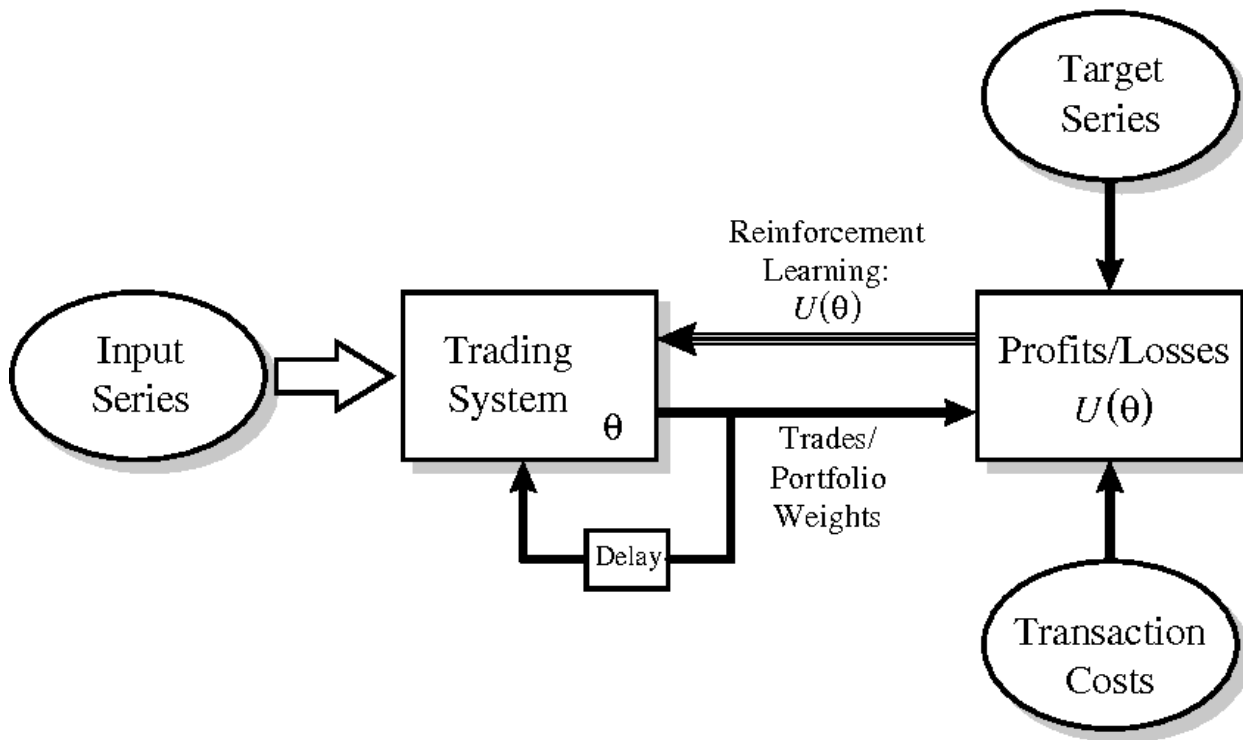 Target
Series
Reinforcement
Learning:
U(θ)
Input
Series
Trading
System
θ
Profits/Losses
U(θ)
Trades/
Portfolio
Weights
Delay
Transaction
Costs